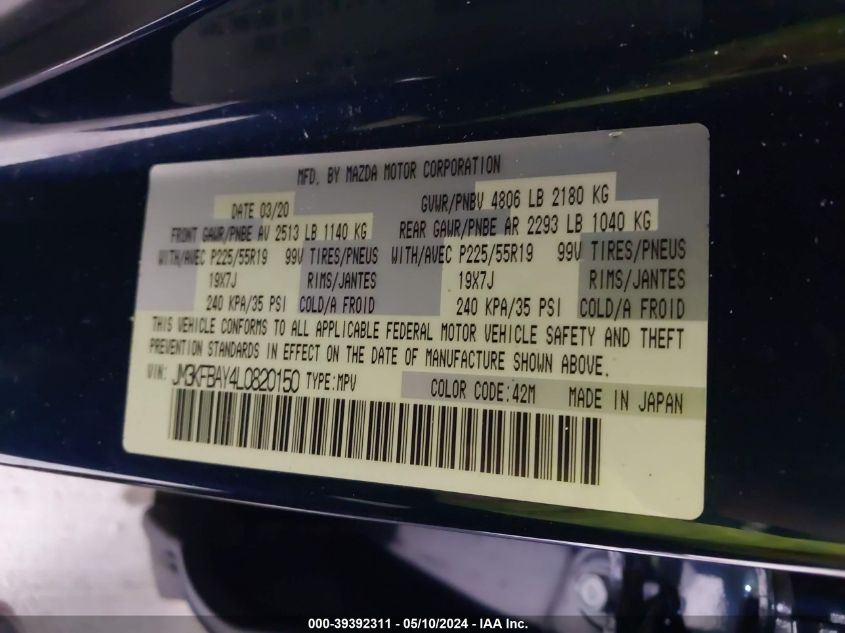 MFD. BY MAZDA MOTOR CORPORATION
DATE 03/20 GVWR/PNBV 4806 LB 2180 KG
FRONT GAWR/PNBE AV 2513 LB 1140 KG REAR GAWR/PNBE AR 2293 LB 1040 KG
WITH/AVEC P225/55R19 99V TIRES/PNEUS WITH/AVEC P225/55R19 99V TIRES/PNEUS
19X7J RIMS/JANTES 19X7J RIMS/JANTES
240 KPA/35 PSI COLD/A FROID 240 KPA/35 PSI COLD/A FROID
THIS VEHICLE CONFORMS TO ALL APPLICABLE FEDERAL MOTOR VEHICLE SAFETY AND THEFT
PREVENTION STANDARDS IN EFFECT ON THE DATE OF MANUFACTURE SHOWN ABOVE.
VIN: JM3KFBAY4L0820150 TYPE:MPV COLOR CODE:42M MADE IN JAPAN
000-39392311 - 05/10/2024 - IAA Inc.